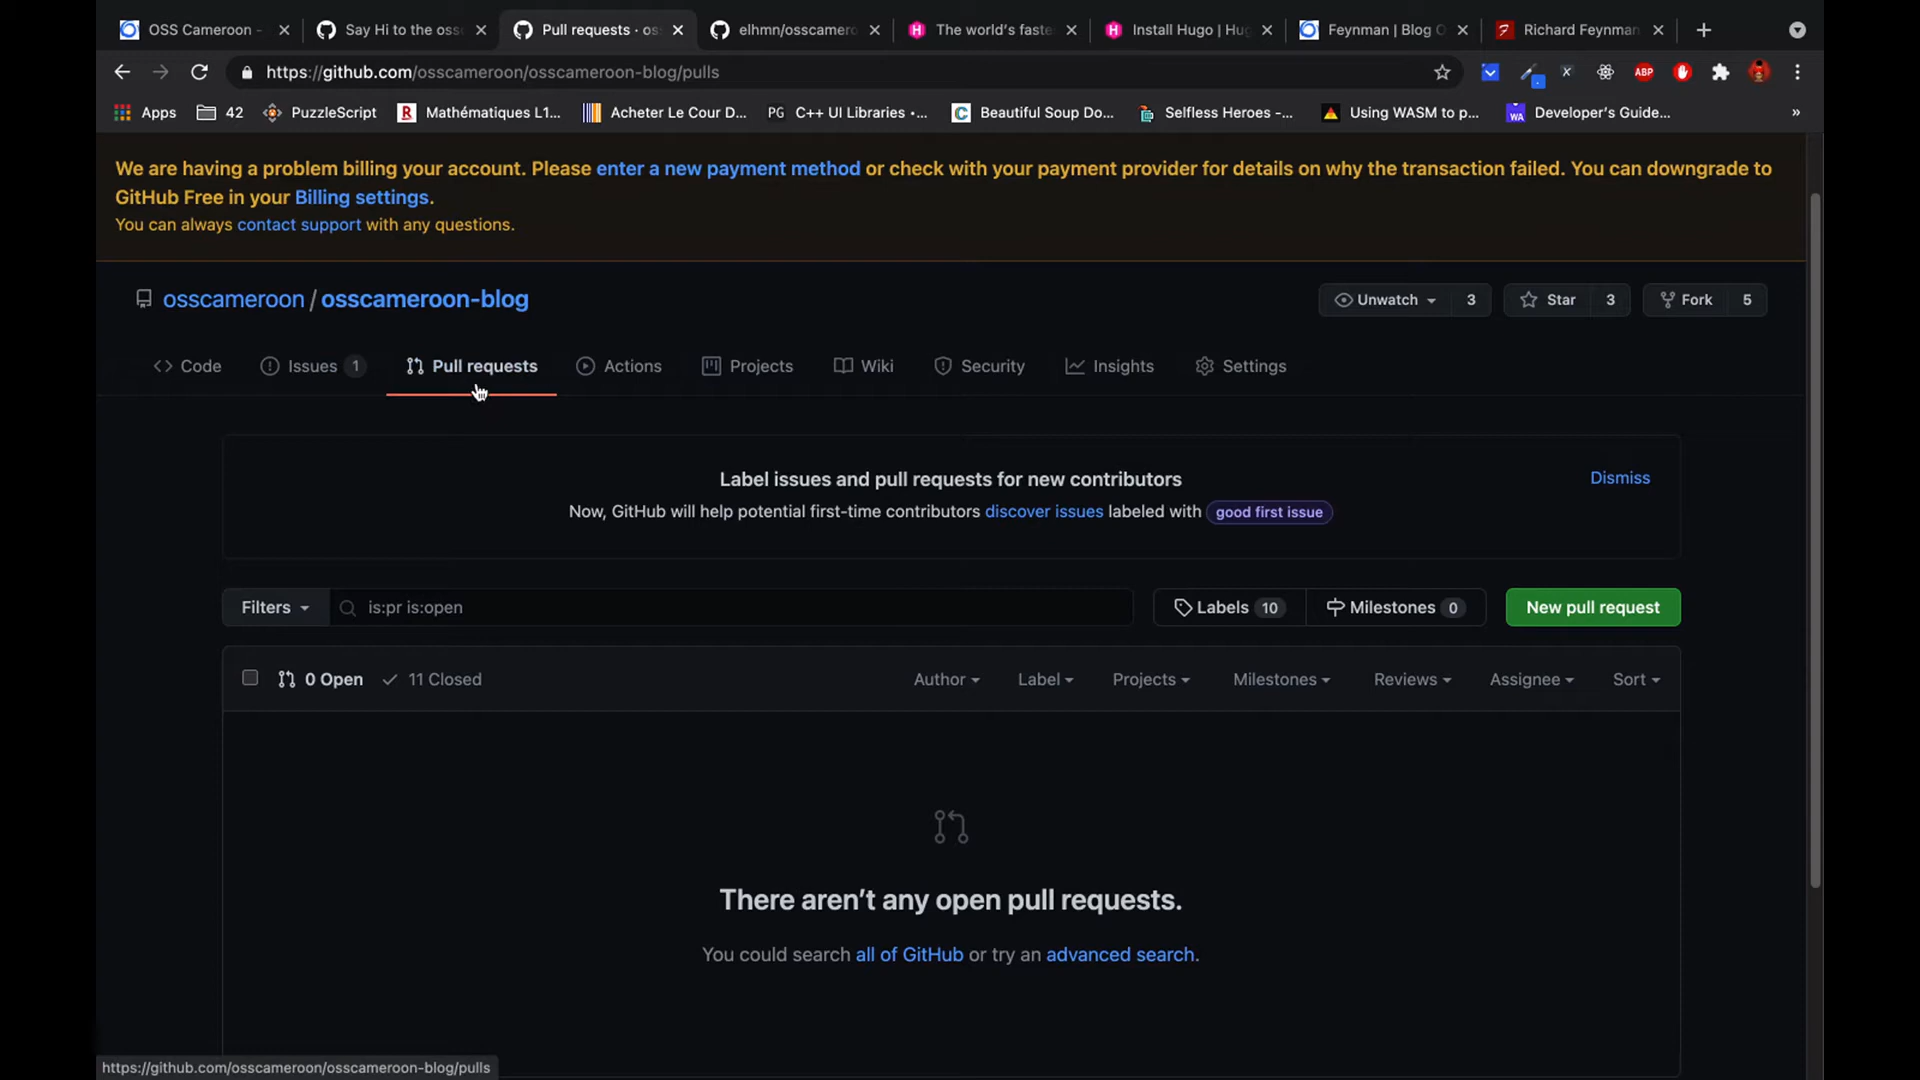 OSS Cameroon -
Say Hi to the oss
Pull requests · os
elhmn/osscamero
The world's faste
Install Hugo | Hug
Feynman | Blog O
Richard Feynman
https://github.com/osscameroon/osscameroon-blog/pulls
Apps
42
PuzzleScript
Mathématiques L1...
Acheter Le Cour D...
PG C++ UI Libraries •...
Beautiful Soup Do...
Selfless Heroes -...
Using WASM to p...
Developer's Guide...
»
We are having a problem billing your account. Please enter a new payment method or check with your payment provider for details on why the transaction failed. You can downgrade to
GitHub Free in your Billing settings.
You can always contact support with any questions.
osscameroon / osscameroon-blog
Unwatch 3
Star 3
Fork 5
Code
Issues 1
Pull requests
Actions
Projects
Wiki
Security
Insights
Settings
Label issues and pull requests for new contributors
Dismiss
Now, GitHub will help potential first-time contributors discover issues labeled with good first issue
Filters
is:pr is:open
Labels 10
Milestones 0
New pull request
0 Open
11 Closed
Author
Label
Projects
Milestones
Reviews
Assignee
Sort
There aren't any open pull requests.
You could search all of GitHub or try an advanced search.
https://github.com/osscameroon/osscameroon-blog/pulls